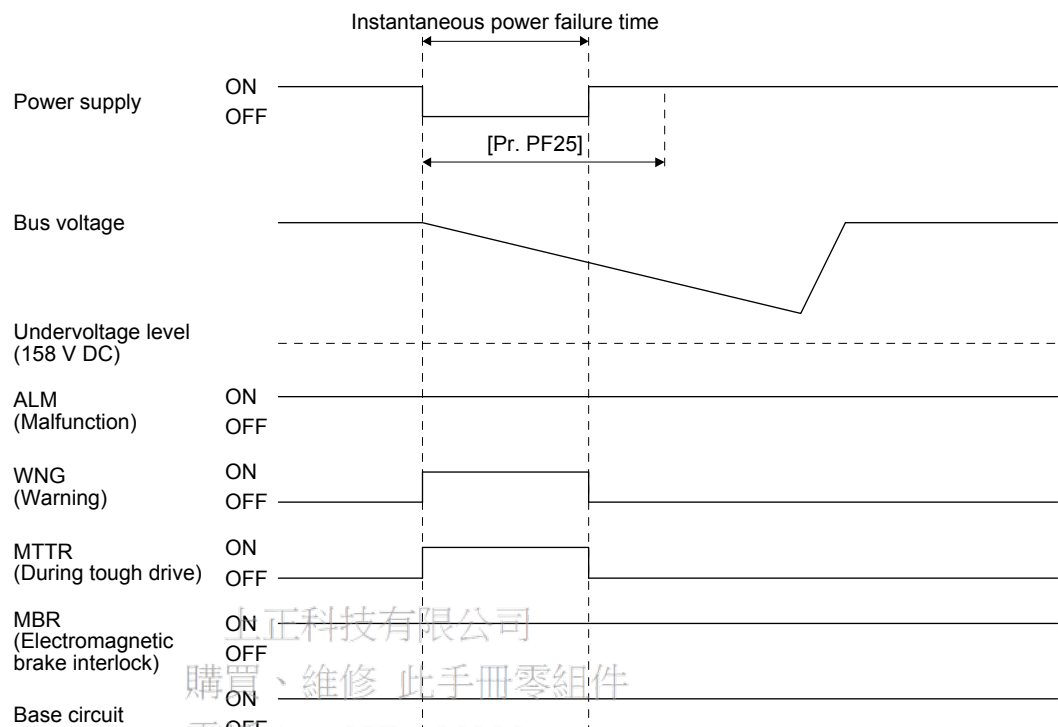 Instantaneous power failure time
Power supply
ON
OFF
[Pr. PF25]
Bus voltage
Undervoltage level
(158 V DC)
ALM
(Malfunction)
ON
OFF
WNG
(Warning)
ON
OFF
MTTR
(During tough drive)
ON
OFF
MBR
(Electromagnetic
brake interlock)
ON
OFF
上正科技有限公司
購買、維修 此手冊零組件
Base circuit
ON
OFF